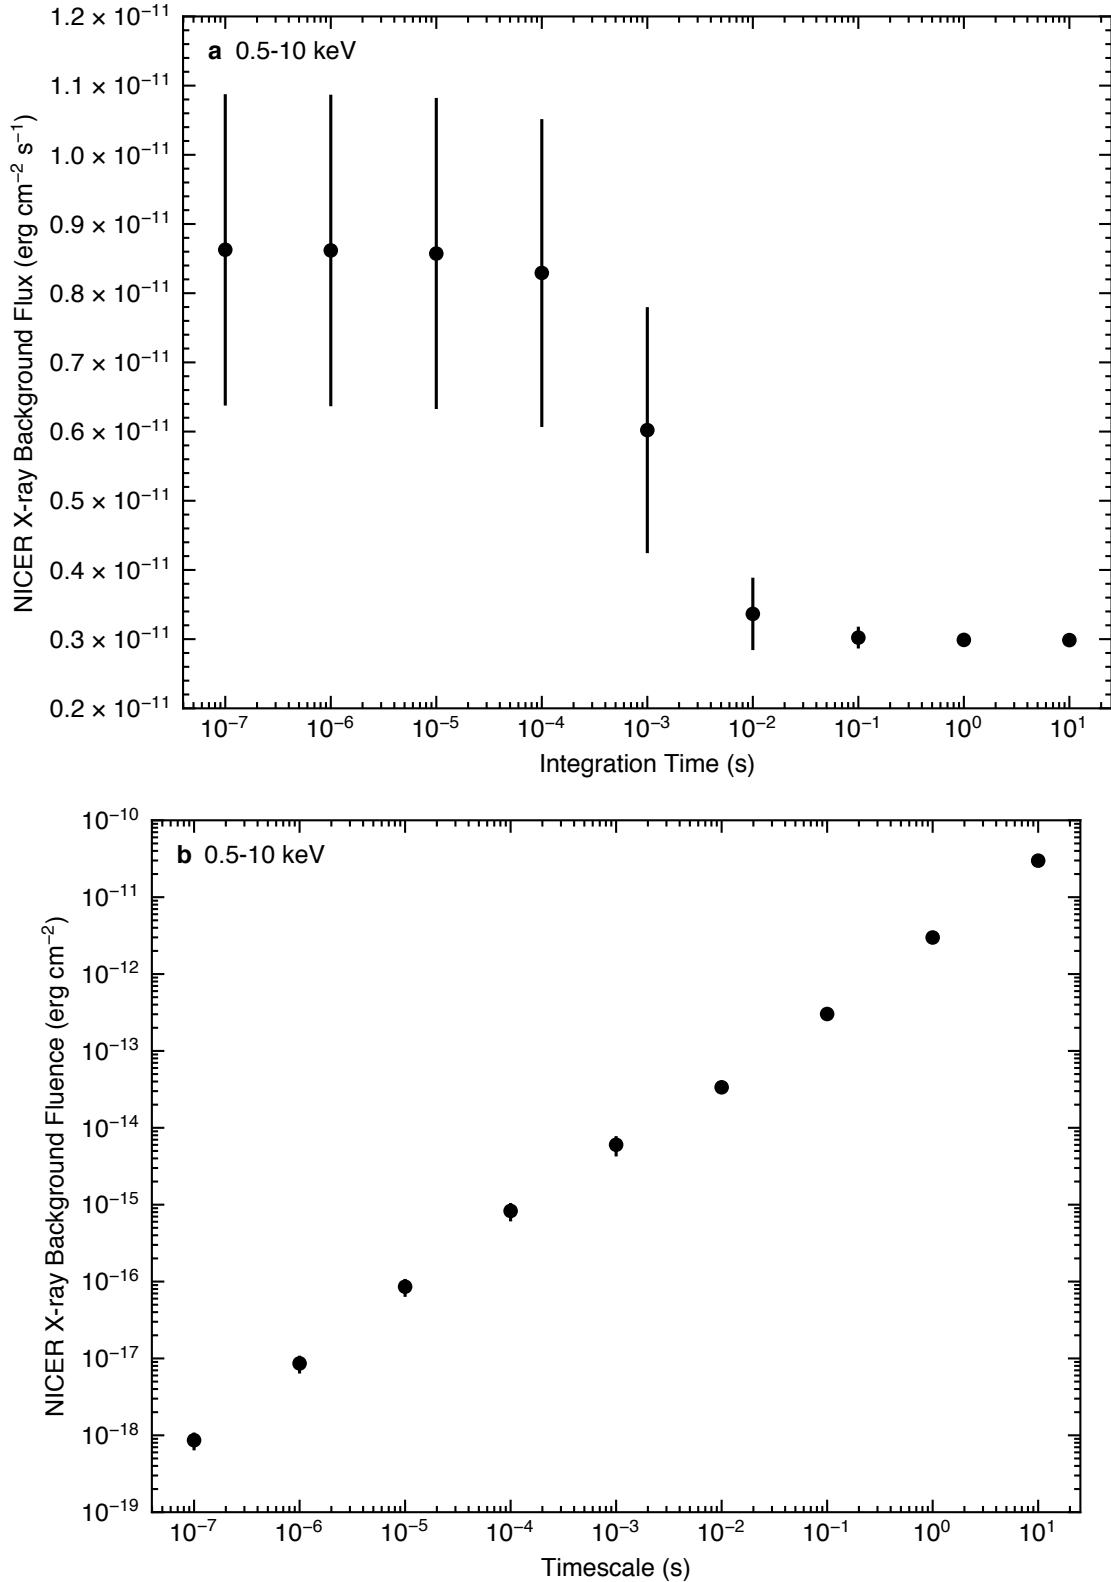 a 0.5-10 keV
NICER X-ray Background Flux (erg cm⁻² s⁻¹)
1.2 × 10⁻¹¹
1.1 × 10⁻¹¹
1.0 × 10⁻¹¹
0.9 × 10⁻¹¹
0.8 × 10⁻¹¹
0.7 × 10⁻¹¹
0.6 × 10⁻¹¹
0.5 × 10⁻¹¹
0.4 × 10⁻¹¹
0.3 × 10⁻¹¹
0.2 × 10⁻¹¹
10⁻⁷ 10⁻⁶ 10⁻⁵ 10⁻⁴ 10⁻³ 10⁻² 10⁻¹ 10⁰ 10¹
Integration Time (s)
b 0.5-10 keV
NICER X-ray Background Fluence (erg cm⁻²)
10⁻¹⁰
10⁻¹¹
10⁻¹²
10⁻¹³
10⁻¹⁴
10⁻¹⁵
10⁻¹⁶
10⁻¹⁷
10⁻¹⁸
10⁻¹⁹
10⁻⁷ 10⁻⁶ 10⁻⁵ 10⁻⁴ 10⁻³ 10⁻² 10⁻¹ 10⁰ 10¹
Timescale (s)